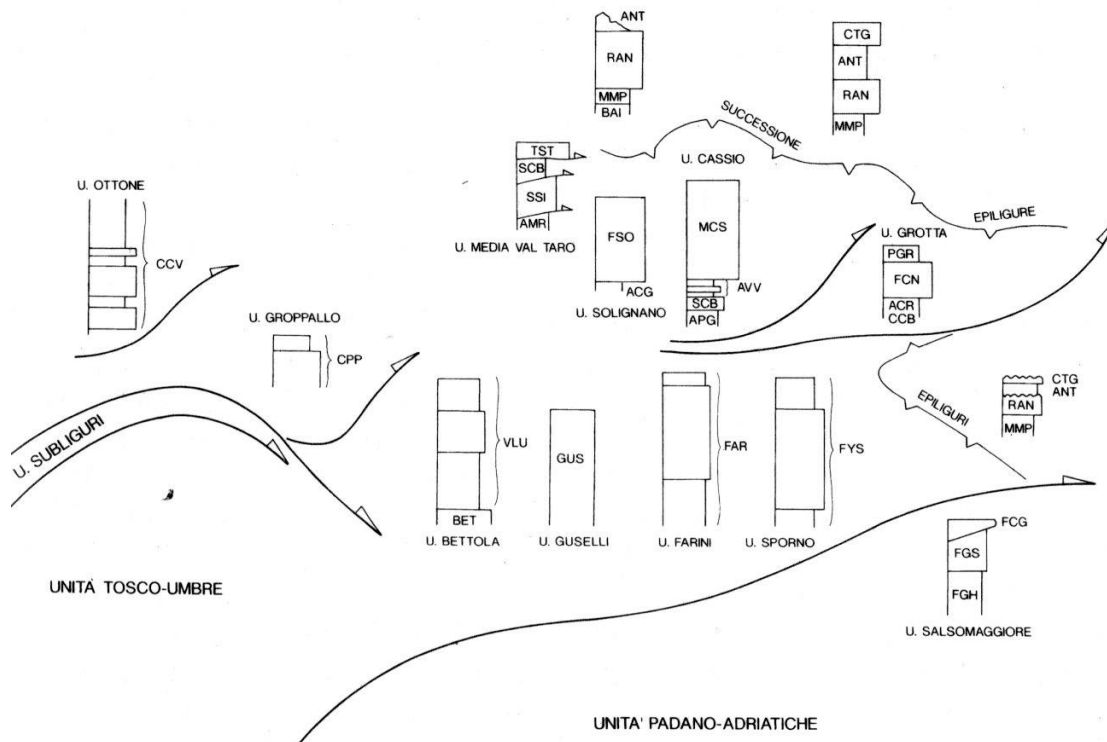 ANT
RAN
MMP
BAI
CTG
ANT
RAN
MMP
SUCCESSIONE
EPILIGURE
TST
SCB
SSI
AMR
U. MEDIA VAL TARO
U. CASSIO
MCS
AVV
SCB
APG
FSO
ACG
U. SOLIGNANO
U. OTTONE
CCV
U. GROTTA
PGR
FCN
ACR
CCB
U. GROPPALLO
CPP
U. SUBLIGURI
VLU
BET
U. BETTOLA
GUS
U. GUSELLI
FAR
U. FARINI
FYS
U. SPORNO
EPILIGURI
CTG
ANT
RAN
MMP
FCG
FGS
FGH
U. SALSOMAGGIORE
UNITÀ TOSCO-UMBRE
UNITA' PADANO-ADRIATICHE